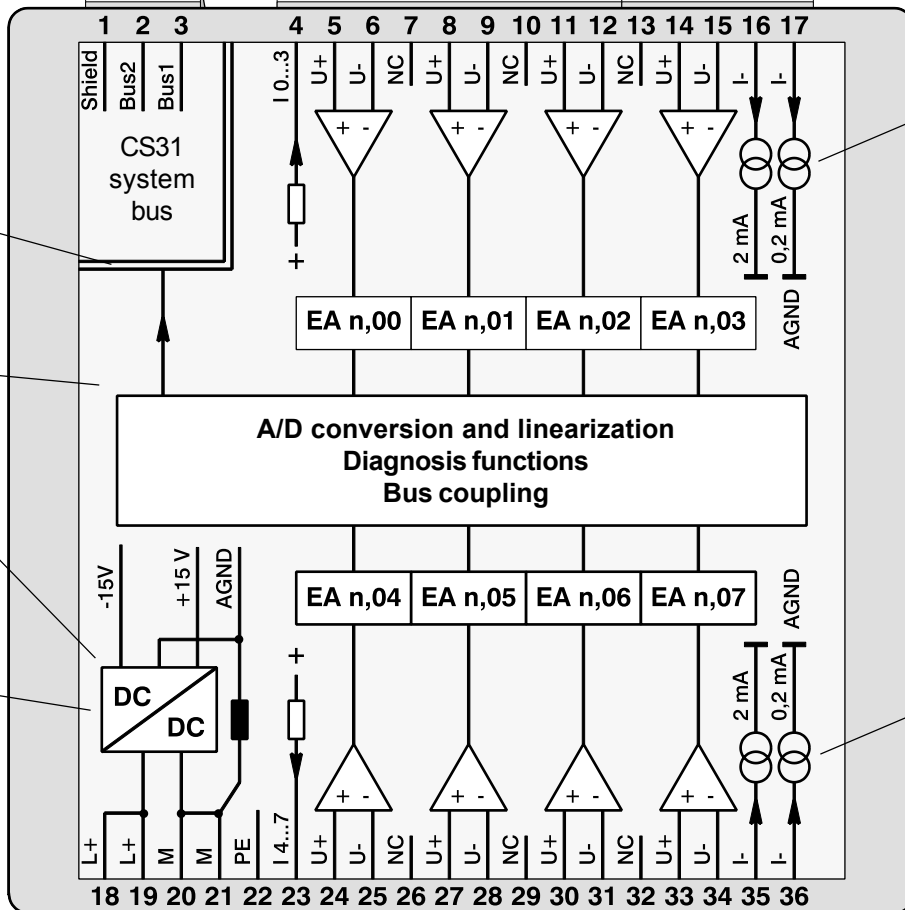 1 2 3 4 5 6 7 8 9 10 11 12 13 14 15 16 17
Shield Bus2 Bus1 I 0...3 U+ U- NC U+ U- NC U+ U- NC U+ U- I- I-
+ - + - + - + -
CS31
system
bus
2 mA 0,2 mA
+
AGND
EA n,00 EA n,01 EA n,02 EA n,03
A/D conversion and linearization
Diagnosis functions
Bus coupling
-15V +15 V AGND
EA n,04 EA n,05 EA n,06 EA n,07 AGND
+
2 mA 0,2 mA
DC
DC
+ - + - + - + -
L+ L+ M M PE I 4...7 U+ U- NC U+ U- NC U+ U- NC U+ U- I- I-
18 19 20 21 22 23 24 25 26 27 28 29 30 31 32 33 34 35 36